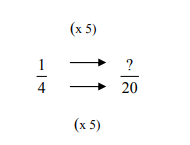 (x 5)
1/4 → ?/20
→
(x 5)